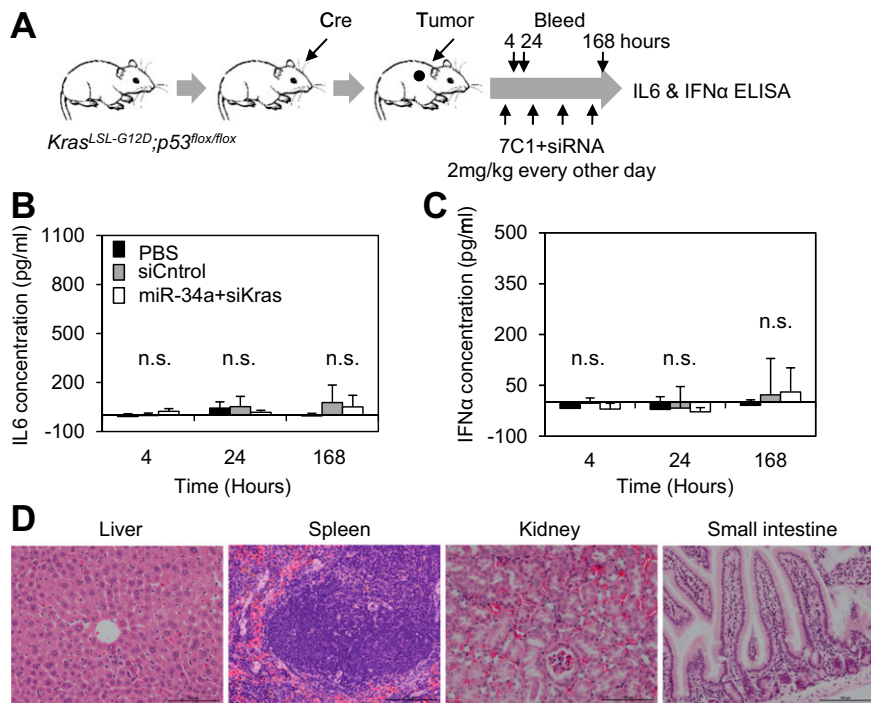 A
Cre
Tumor
Bleed
4 24
168 hours
IL6 & IFNα ELISA
Kras^LSL-G12D;p53^flox/flox
7C1+siRNA
2mg/kg every other day
B
IL6 concentration (pg/ml)
1100
800
500
200
-100
PBS
siCntrol
miR-34a+siKras
n.s.
n.s.
n.s.
4
24
168
Time (Hours)
C
IFNα concentration (pg/ml)
500
350
200
50
-100
n.s.
n.s.
n.s.
4
24
168
Time (Hours)
D
Liver
Spleen
Kidney
Small intestine